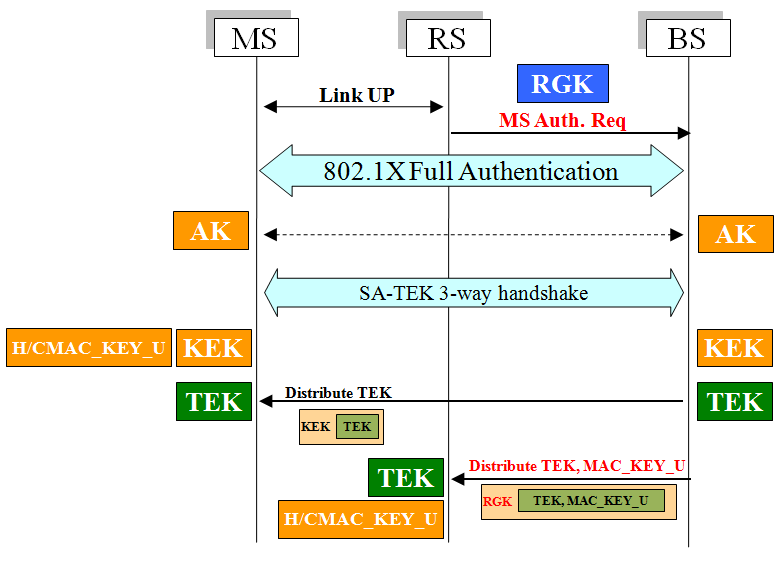 MS
RS
BS
RGK
Link UP
MS Auth. Req
802.1X Full Authentication
AK
AK
SA-TEK 3-way handshake
H/CMAC_KEY_U
KEK
KEK
TEK
Distribute TEK
TEK
KEK TEK
Distribute TEK, MAC_KEY_U
TEK
RGK TEK, MAC_KEY_U
H/CMAC_KEY_U